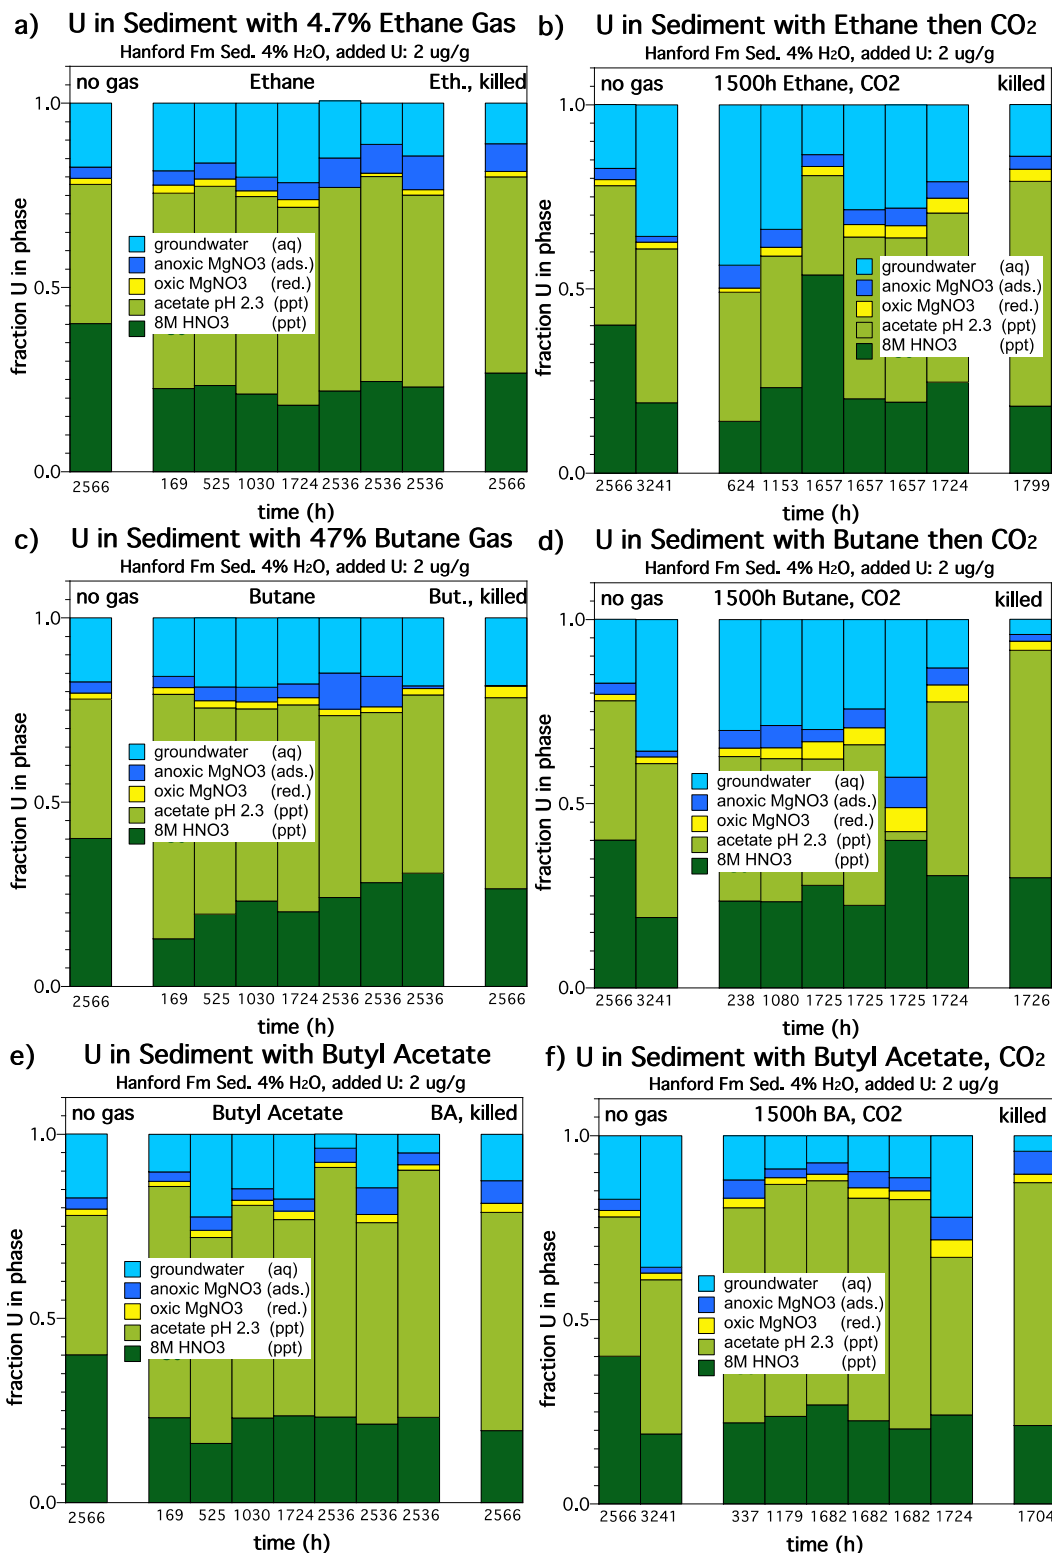 a) U in Sediment with 4.7% Ethane Gas
Hanford Fm Sed. 4% H2O, added U: 2 ug/g
no gas Ethane Eth., killed
1.0
0.5
0.0
fraction U in phase
groundwater (aq)
anoxic MgNO3 (ads.)
oxic MgNO3 (red.)
acetate pH 2.3 (ppt)
8M HNO3 (ppt)
2566 169 525 1030 1724 2536 2536 2536 2566
time (h)
b) U in Sediment with Ethane then CO2
Hanford Fm Sed. 4% H2O, added U: 2 ug/g
no gas 1500h Ethane, CO2 killed
1.0
0.5
0.0
fraction U in phase
groundwater (aq)
anoxic MgNO3 (ads.)
oxic MgNO3 (red.)
acetate pH 2.3 (ppt)
8M HNO3 (ppt)
2566 3241 624 1153 1657 1657 1657 1724 1799
time (h)
c) U in Sediment with 47% Butane Gas
Hanford Fm Sed. 4% H2O, added U: 2 ug/g
no gas Butane But., killed
1.0
0.5
0.0
fraction U in phase
groundwater (aq)
anoxic MgNO3 (ads.)
oxic MgNO3 (red.)
acetate pH 2.3 (ppt)
8M HNO3 (ppt)
2566 169 525 1030 1724 2536 2536 2536 2566
time (h)
d) U in Sediment with Butane then CO2
Hanford Fm Sed. 4% H2O, added U: 2 ug/g
no gas 1500h Butane, CO2 killed
1.0
0.5
0.0
fraction U in phase
groundwater (aq)
anoxic MgNO3 (ads.)
oxic MgNO3 (red.)
acetate pH 2.3 (ppt)
8M HNO3 (ppt)
2566 3241 238 1080 1725 1725 1725 1724 1726
time (h)
e) U in Sediment with Butyl Acetate
Hanford Fm Sed. 4% H2O, added U: 2 ug/g
no gas Butyl Acetate BA, killed
1.0
0.5
0.0
fraction U in phase
groundwater (aq)
anoxic MgNO3 (ads.)
oxic MgNO3 (red.)
acetate pH 2.3 (ppt)
8M HNO3 (ppt)
2566 169 525 1030 1724 2536 2536 2536 2566
time (h)
f) U in Sediment with Butyl Acetate, CO2
Hanford Fm Sed. 4% H2O, added U: 2 ug/g
no gas 1500h BA, CO2 killed
1.0
0.5
0.0
fraction U in phase
groundwater (aq)
anoxic MgNO3 (ads.)
oxic MgNO3 (red.)
acetate pH 2.3 (ppt)
8M HNO3 (ppt)
2566 3241 337 1179 1682 1682 1682 1724 1704
time (h)